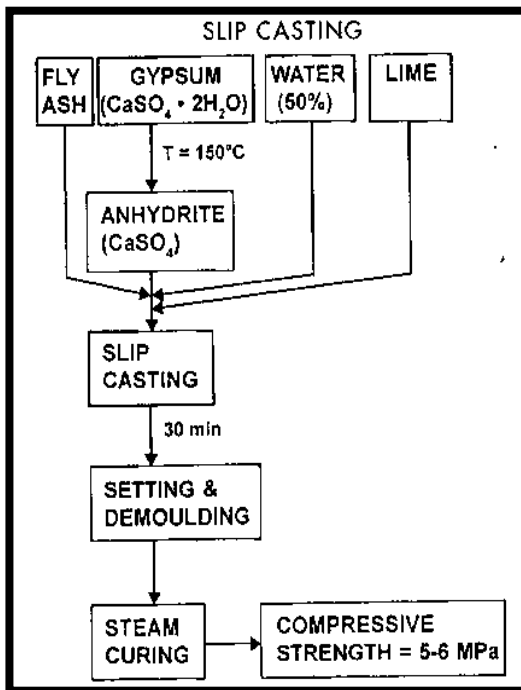 SLIP CASTING
FLY
ASH
GYPSUM
(CaSO₄ • 2H₂O)
WATER
(50%)
LIME
T = 150°C
ANHYDRITE
(CaSO₄)
SLIP
CASTING
30 min
SETTING &
DEMOULDING
STEAM
CURING
COMPRESSIVE
STRENGTH = 5-6 MPa